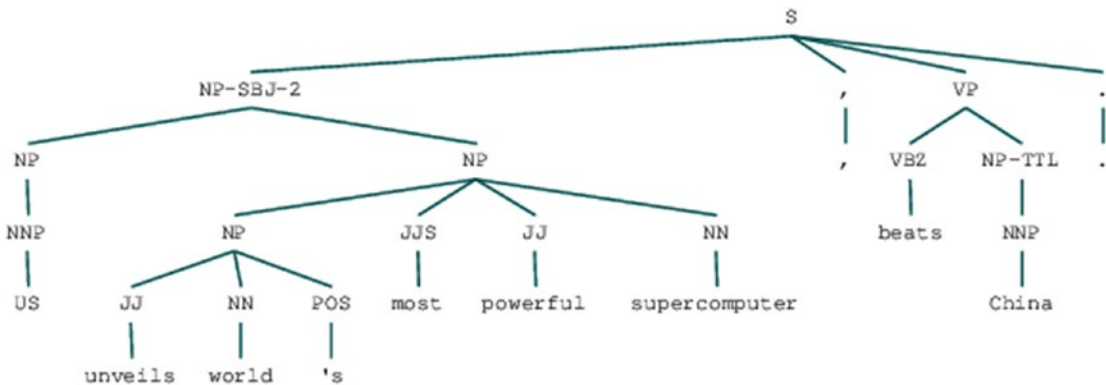 S
NP-SBJ-2 , VP .
NP NP , VBZ NP-TTL .
NNP NP JJS JJ NN beats NNP
US JJ NN POS most powerful supercomputer China
unveils world 's